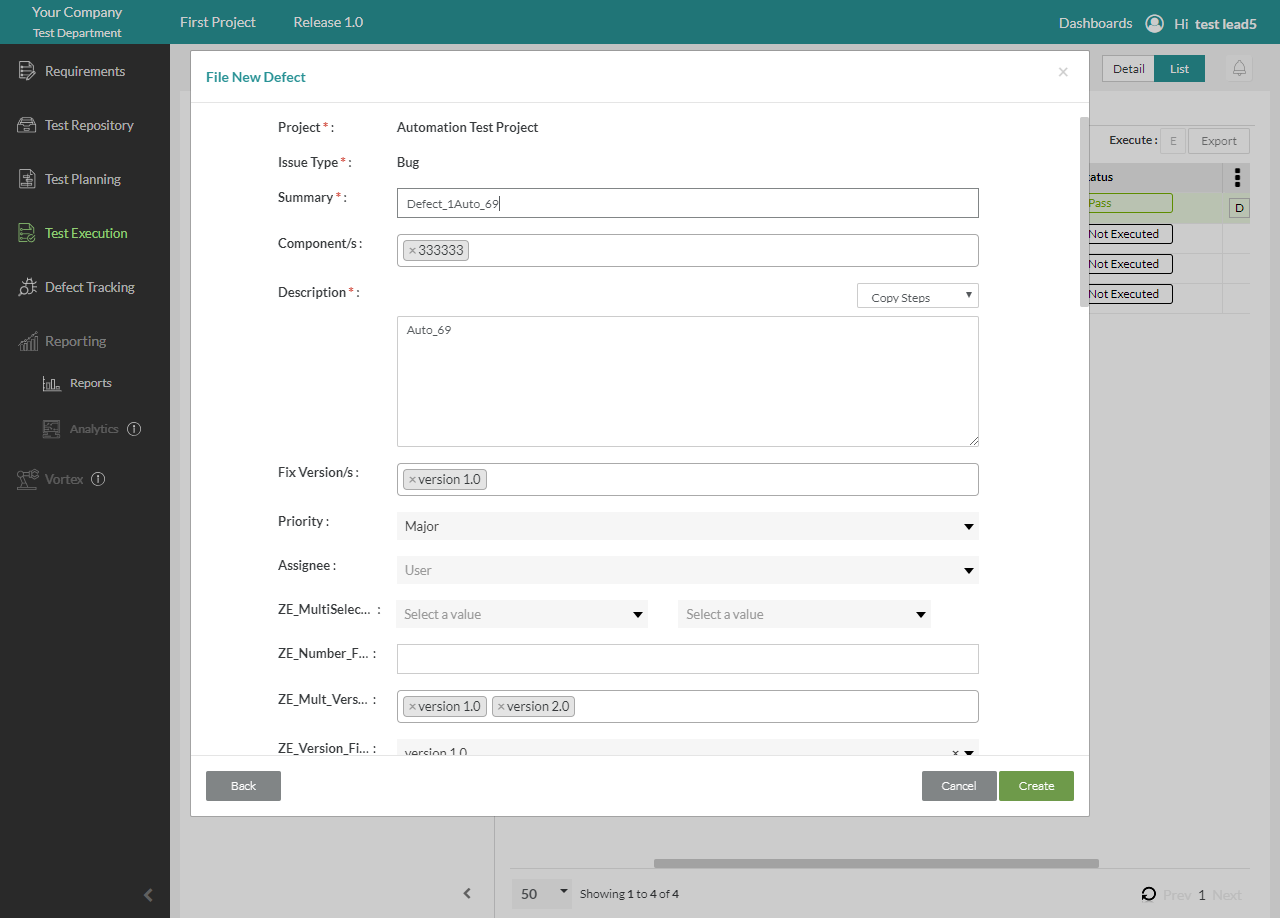 Your Company
Test Department
First Project
Release 1.0
Dashboards
Hi test lead5
Requirements
Test Repository
Test Planning
Test Execution
Defect Tracking
Reporting
Reports
Analytics
Vortex
Detail
List
Execute :
E
Export
atus
Pass
D
Not Executed
Not Executed
Not Executed
File New Defect
×
Project * :
Automation Test Project
Issue Type * :
Bug
Summary * :
Defect_1Auto_69
Component/s :
× 333333
Description * :
Copy Steps
Auto_69
Fix Version/s :
× version 1.0
Priority :
Major
Assignee :
User
ZE_MultiSelec... :
Select a value
Select a value
ZE_Number_F... :
ZE_Mult_Vers... :
× version 1.0
× version 2.0
ZE_Version_Fi... :
version 1.0
×
Back
Cancel
Create
50
Showing 1 to 4 of 4
Prev 1 Next